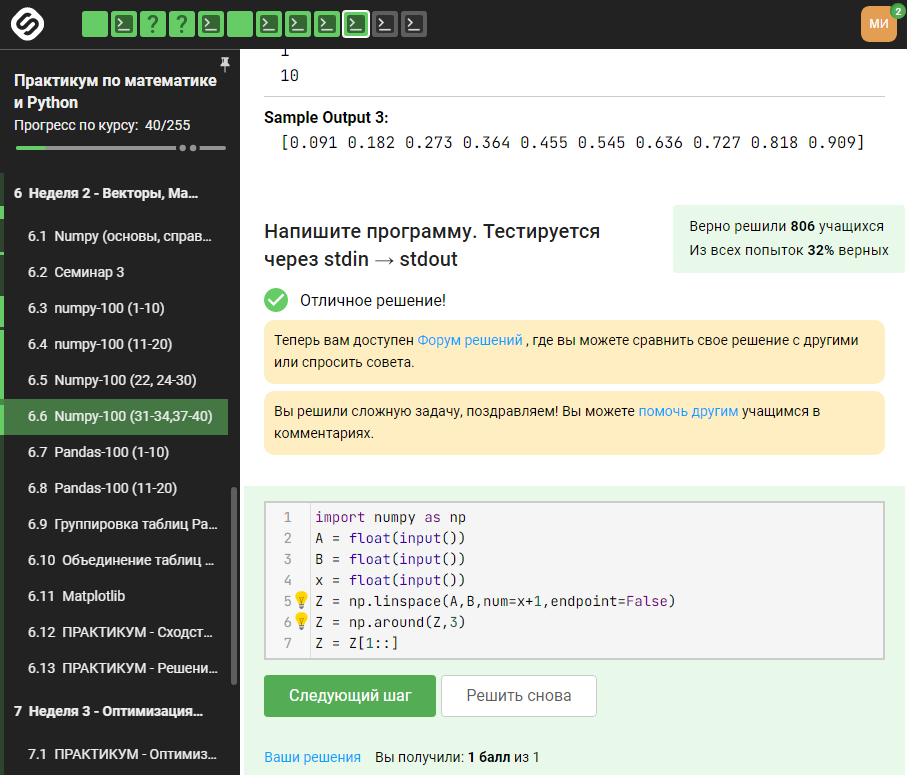 МИ
2
Практикум по математике
и Python
Прогресс по курсу: 40/255
6 Неделя 2 - Векторы, Ма...
6.1 Numpy (основы, справ...
6.2 Семинар 3
6.3 numpy-100 (1-10)
6.4 numpy-100 (11-20)
6.5 Numpy-100 (22, 24-30)
6.6 Numpy-100 (31-34,37-40)
6.7 Pandas-100 (1-10)
6.8 Pandas-100 (11-20)
6.9 Группировка таблиц Pa...
6.10 Объединение таблиц ...
6.11 Matplotlib
6.12 ПРАКТИКУМ - Сходст...
6.13 ПРАКТИКУМ - Решени...
7 Неделя 3 - Оптимизация...
7.1 ПРАКТИКУМ - Оптимиз...
1
10
Sample Output 3:
[0.091 0.182 0.273 0.364 0.455 0.545 0.636 0.727 0.818 0.909]
Напишите программу. Тестируется
через stdin → stdout
Верно решили 806 учащихся
Из всех попыток 32% верных
Отличное решение!
Теперь вам доступен Форум решений , где вы можете сравнить свое решение с другими
или спросить совета.
Вы решили сложную задачу, поздравляем! Вы можете помочь другим учащимся в
комментариях.
1 import numpy as np
2 A = float(input())
3 B = float(input())
4 x = float(input())
5 Z = np.linspace(A,B,num=x+1,endpoint=False)
6 Z = np.around(Z,3)
7 Z = Z[1::]
Следующий шаг
Решить снова
Ваши решения Вы получили: 1 балл из 1